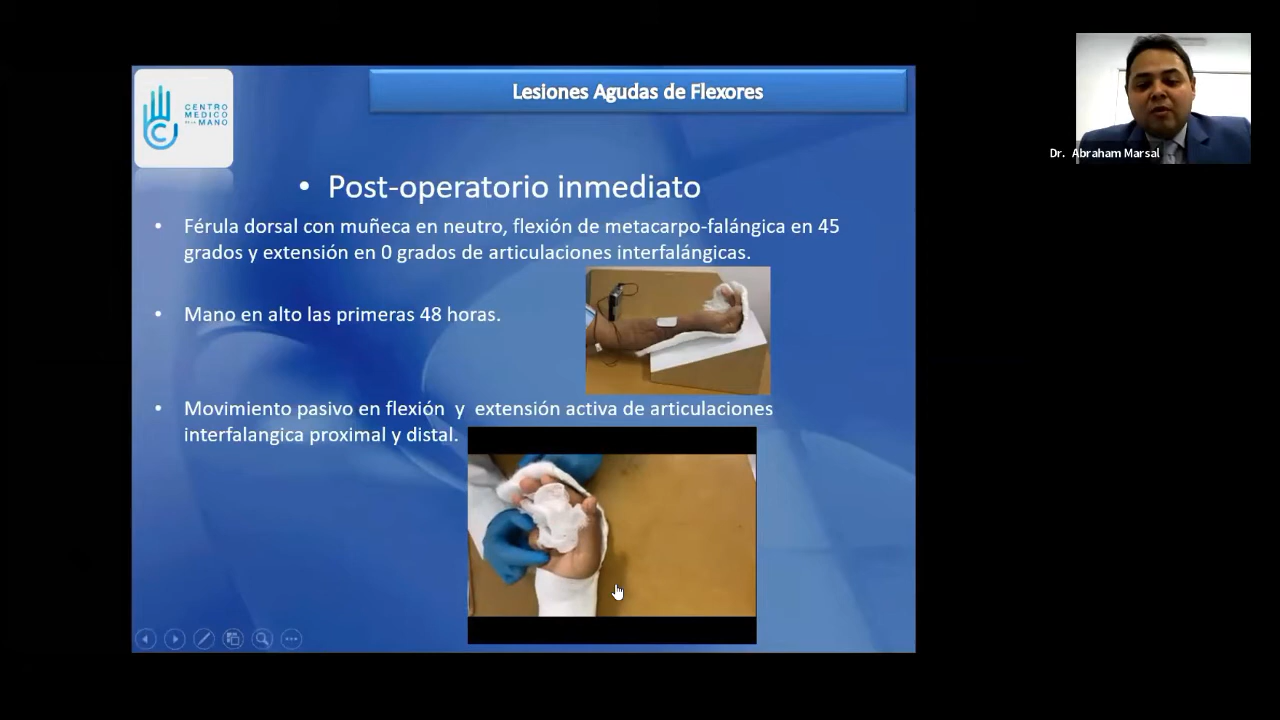 CENTRO
MEDICO
DE LA MANO
Lesiones Agudas de Flexores
• Post-operatorio inmediato
• Férula dorsal con muñeca en neutro, flexión de metacarpo-falángica en 45
grados y extensión en 0 grados de articulaciones interfalángicas.
• Mano en alto las primeras 48 horas.
• Movimiento pasivo en flexión y extensión activa de articulaciones
interfalangica proximal y distal.
Dr. Abraham Marsal